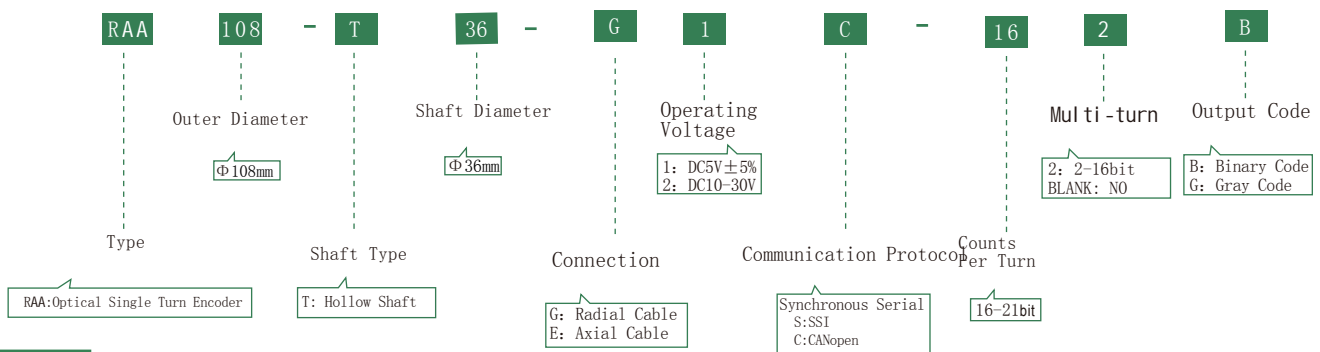 RAA 108 - T 36 - G 1 C - 16 2 B
Outer Diameter
Φ108mm
Shaft Diameter
Φ36mm
Operating
Voltage
1: DC5V±5%
2: DC10-30V
Multi-turn
2: 2-16bit
BLANK: NO
Output Code
B: Binary Code
G: Gray Code
Type
RAA:Optical Single Turn Encoder
Shaft Type
T: Hollow Shaft
Connection
G: Radial Cable
E: Axial Cable
Communication Protocol
Synchronous Serial
S:SSI
C:CANopen
Counts
Per Turn
16-21bit